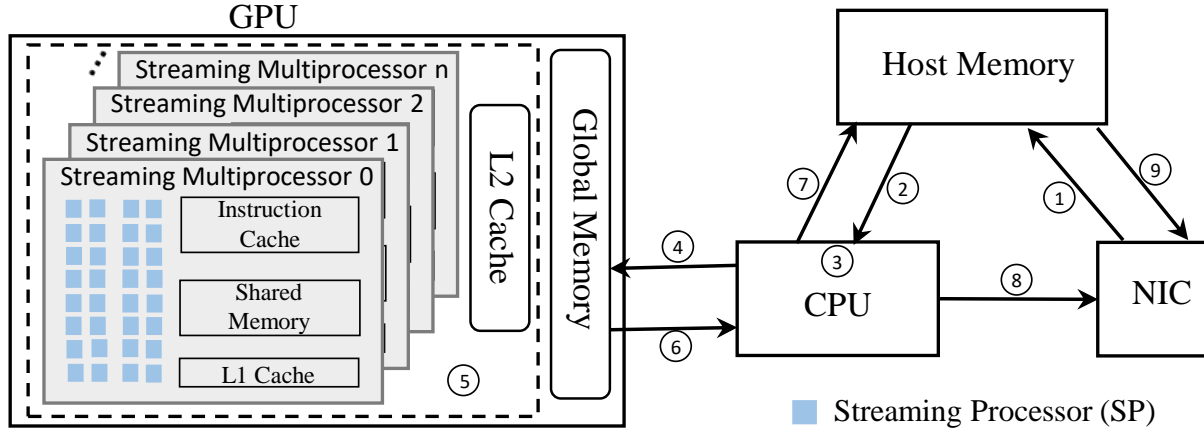 GPU
Streaming Multiprocessor n
Streaming Multiprocessor 2
Streaming Multiprocessor 1
Streaming Multiprocessor 0
Instruction
Cache
Shared
Memory
L1 Cache
L2 Cache
Global Memory
⑤
④
⑥
Host Memory
⑦
②
①
⑨
③
CPU
⑧
NIC
Streaming Processor (SP)